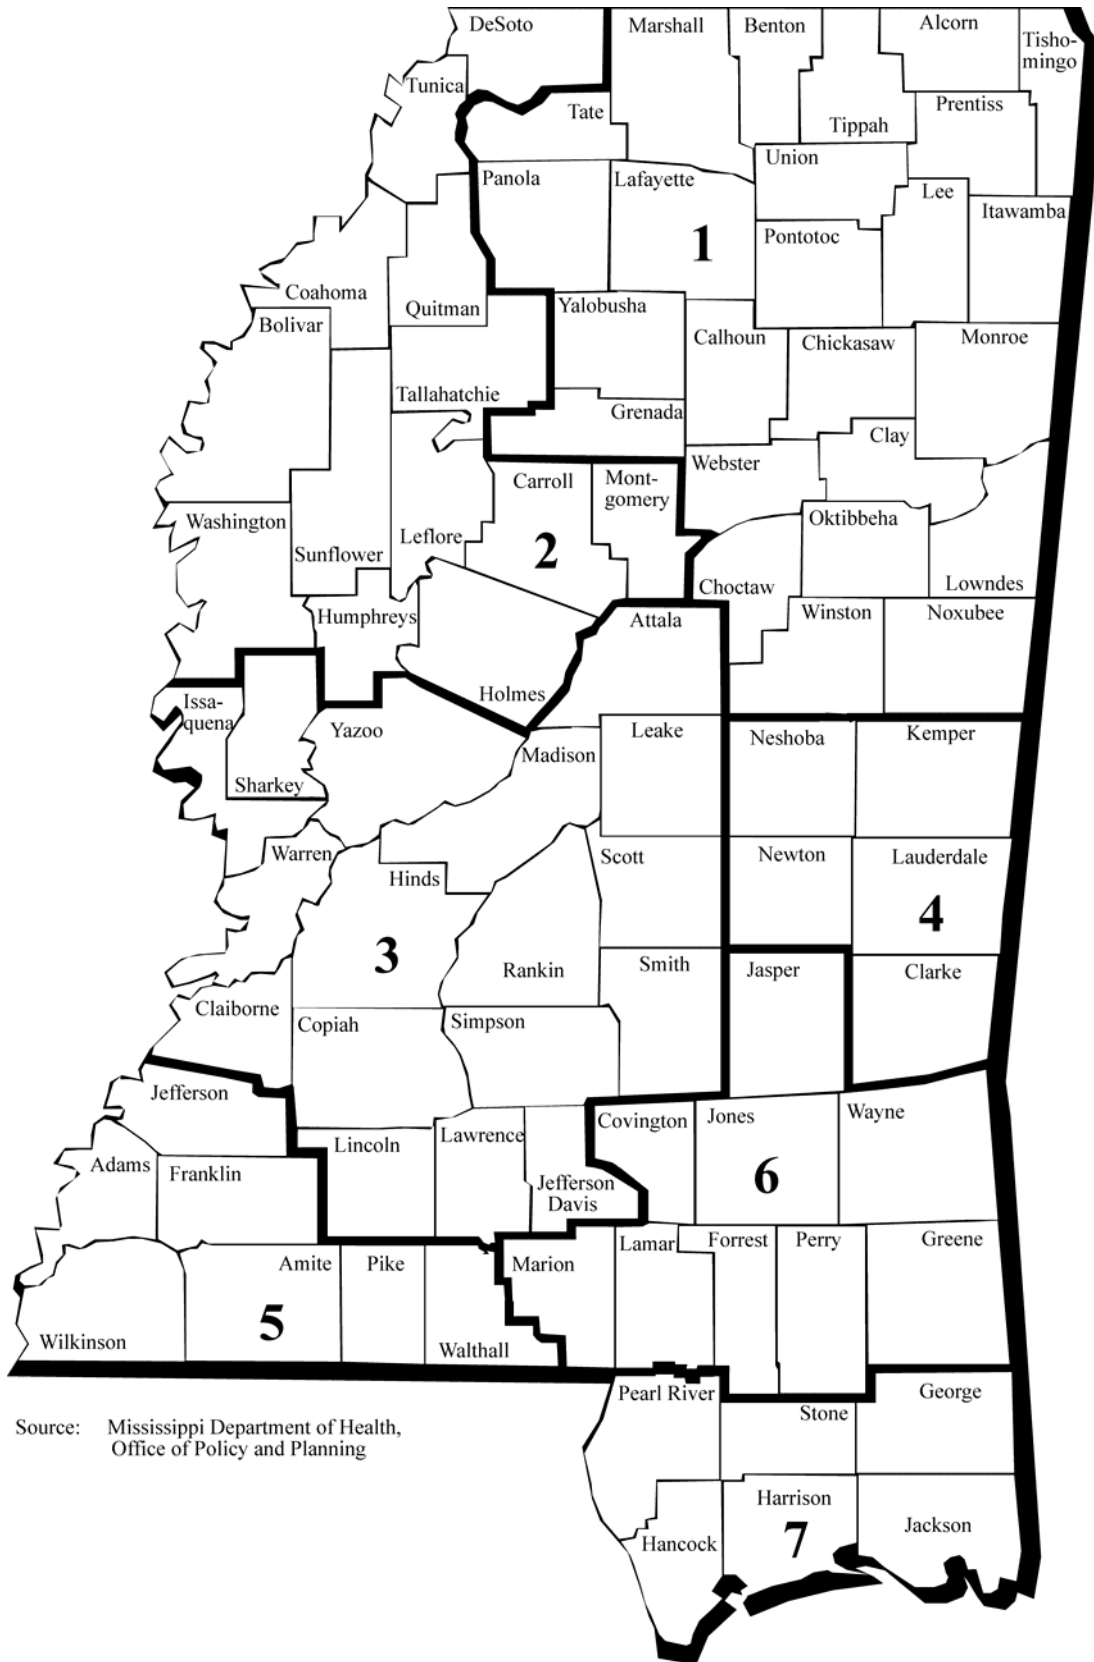 DeSoto
Marshall
Benton
Alcorn
Tisho-
mingo
Tunica
Tate
Tippah
Prentiss
Panola
Lafayette
Union
Lee
Itawamba
1
Pontotoc
Coahoma
Quitman
Yalobusha
Bolivar
Calhoun
Chickasaw
Monroe
Tallahatchie
Grenada
Clay
Webster
Carroll
Mont-
gomery
Washington
Sunflower
Leflore
2
Oktibbeha
Choctaw
Lowndes
Humphreys
Attala
Winston
Noxubee
Holmes
Issa-
quena
Yazoo
Madison
Leake
Neshoba
Kemper
Sharkey
Warren
Hinds
Scott
Newton
Lauderdale
4
3
Rankin
Smith
Jasper
Clarke
Claiborne
Copiah
Simpson
Jefferson
Covington
Jones
Wayne
Adams
Franklin
Lincoln
Lawrence
Jefferson
Davis
6
Amite
Pike
Marion
Lamar
Forrest
Perry
Greene
5
Wilkinson
Walthall
Pearl River
Stone
George
Source: Mississippi Department of Health,
Office of Policy and Planning
Harrison
7
Hancock
Jackson